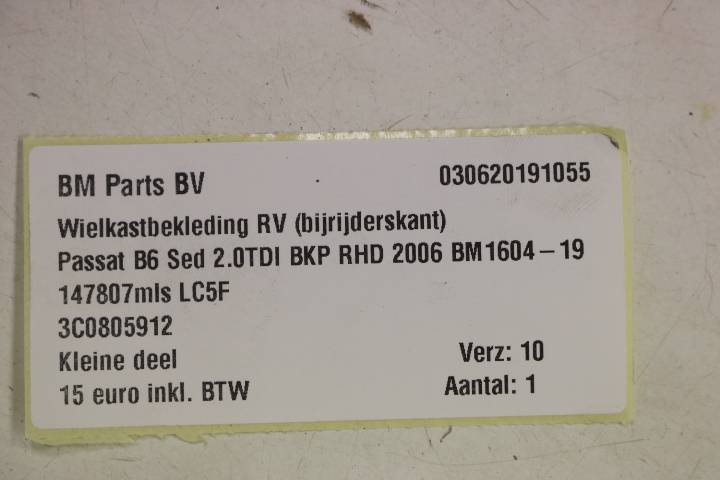 BM Parts BV 030620191055
Wielkastbekleding RV (bijrijderskant)
Passat B6 Sed 2.0TDI BKP RHD 2006 BM1604-19
147807mls LC5F
3C0805912
Kleine deel Verz: 10
15 euro inkl. BTW Aantal: 1